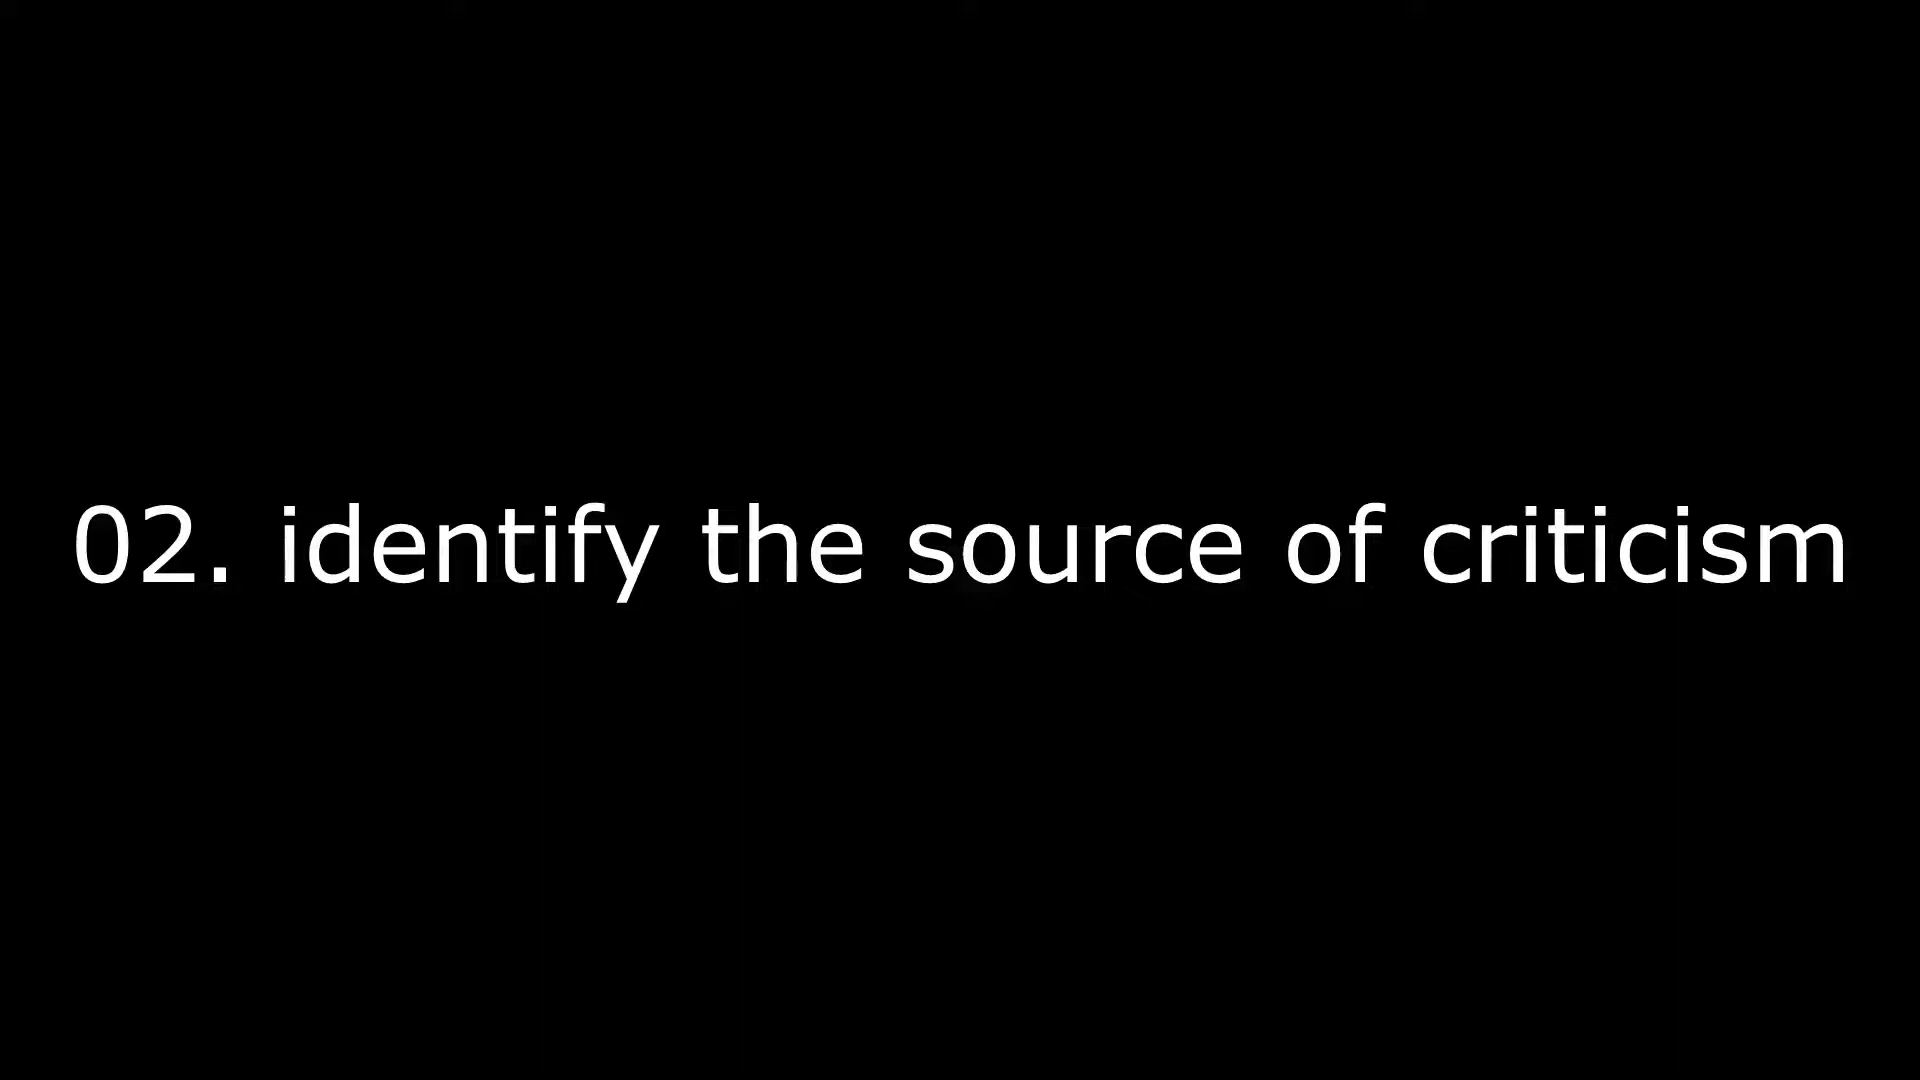 02. identify the source of criticism